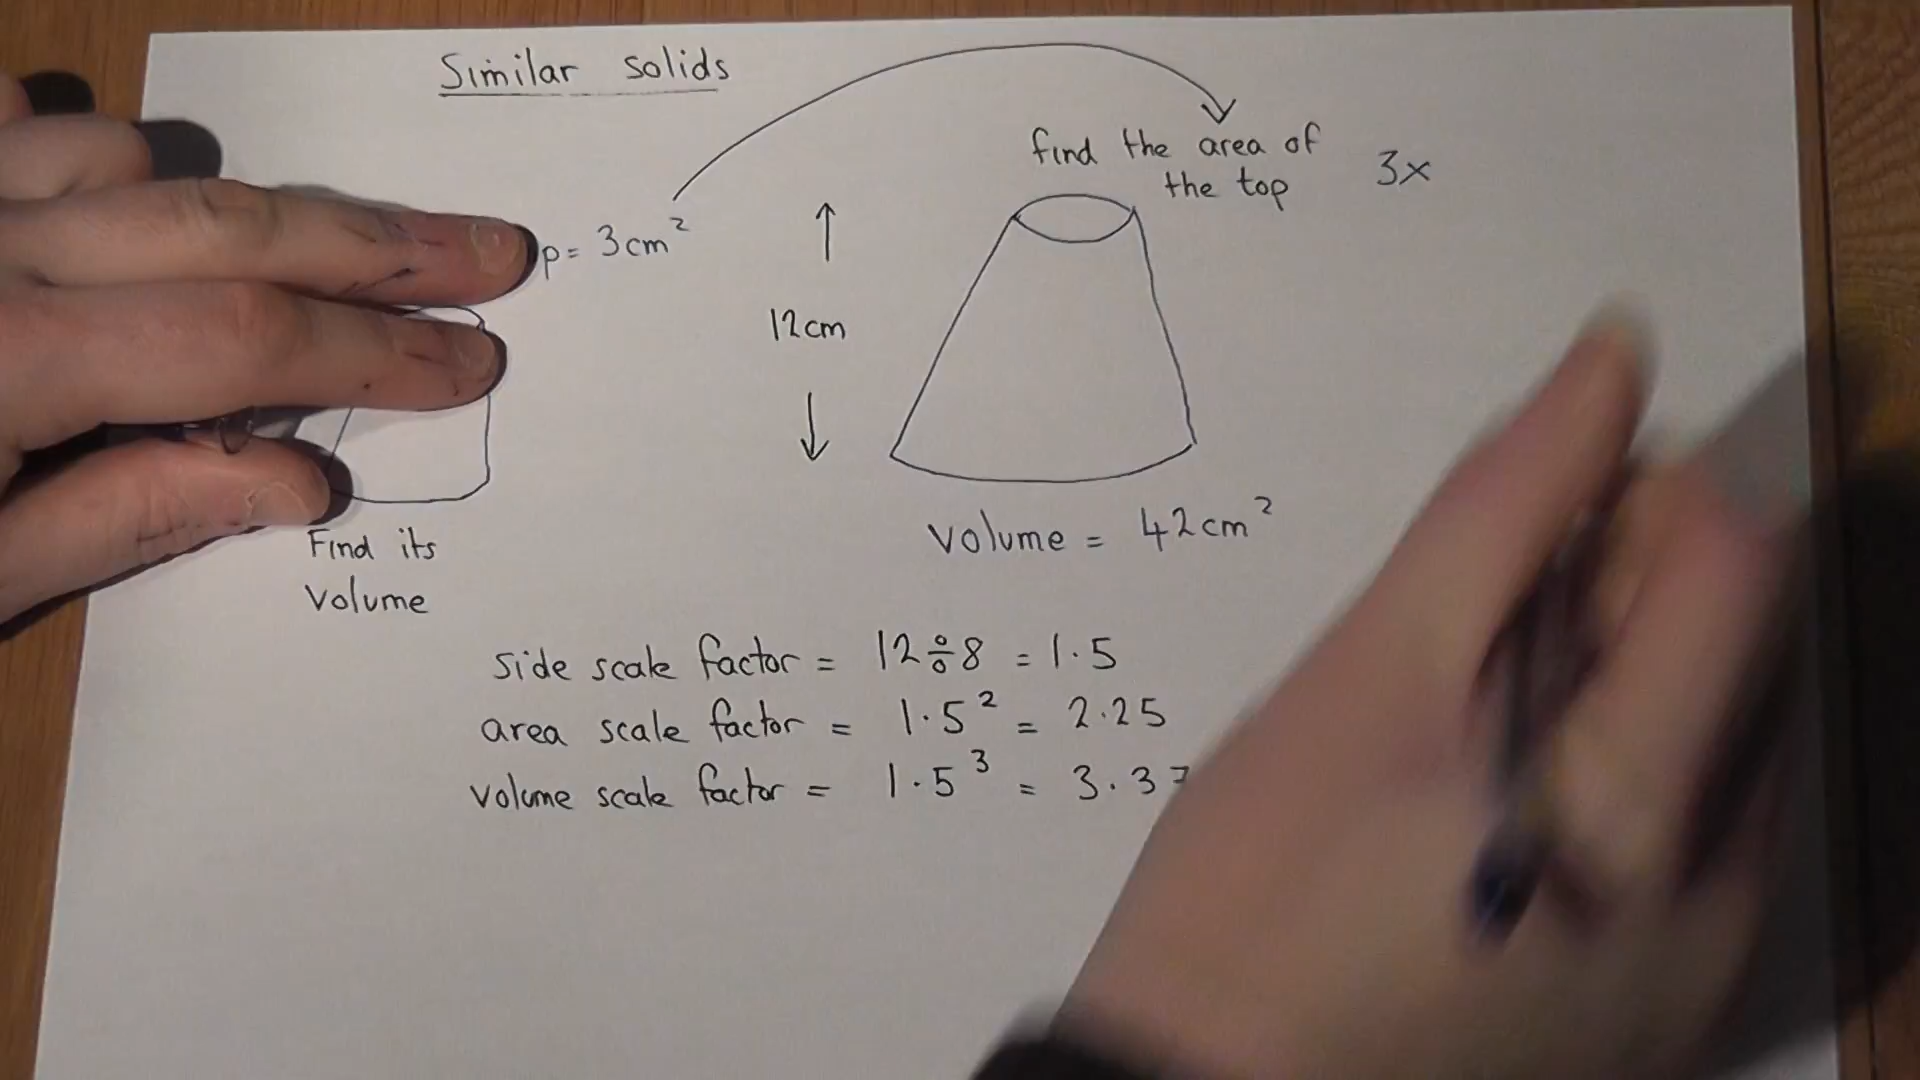 Similar solids
find the area of
the top
3x
p = 3cm²
12cm
Volume = 42cm²
Find its
Volume
Side scale factor = 12÷8 = 1.5
area scale factor = 1.5² = 2.25
Volume scale factor = 1.5³ = 3.37